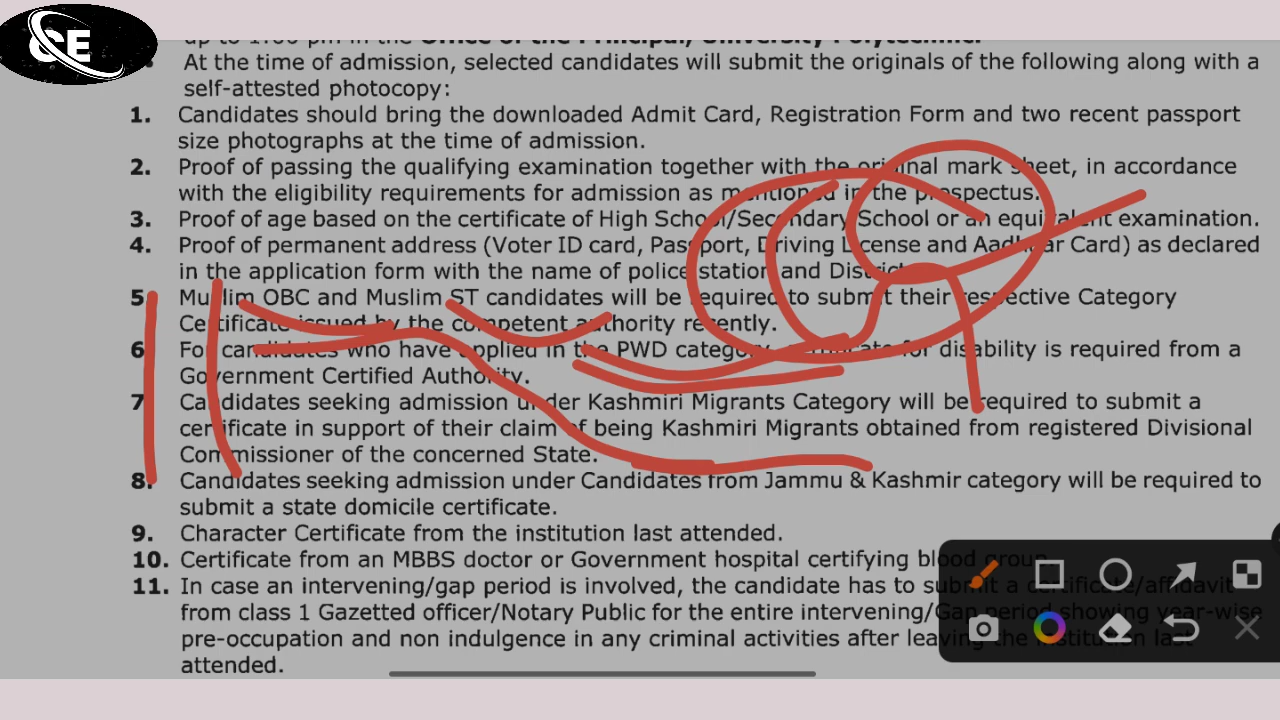 CE
up to 1:00 pm in the Office of the Principal, University Polytechnic.
At the time of admission, selected candidates will submit the originals of the following along with a
self-attested photocopy:
1. Candidates should bring the downloaded Admit Card, Registration Form and two recent passport
size photographs at the time of admission.
2. Proof of passing the qualifying examination together with the original mark sheet, in accordance
with the eligibility requirements for admission as mentioned in the prospectus.
3. Proof of age based on the certificate of High School/Secondary School or an equivalent examination.
4. Proof of permanent address (Voter ID card, Passport, Driving License and Aadhaar Card) as declared
in the application form with the name of police station and District.
5. Muslim OBC and Muslim ST candidates will be required to submit their respective Category
Certificate issued by the competent authority recently.
6. For candidates who have applied in the PWD category, certificate for disability is required from a
Government Certified Authority.
7. Candidates seeking admission under Kashmiri Migrants Category will be required to submit a
certificate in support of their claim of being Kashmiri Migrants obtained from registered Divisional
Commissioner of the concerned State.
8. Candidates seeking admission under Candidates from Jammu & Kashmir category will be required to
submit a state domicile certificate.
9. Character Certificate from the institution last attended.
10. Certificate from an MBBS doctor or Government hospital certifying blood group.
11. In case an intervening/gap period is involved, the candidate has to submit a certificate/affidavit
from class 1 Gazetted officer/Notary Public for the entire intervening/Gap period showing year-wise
pre-occupation and non indulgence in any criminal activities after leaving the institution last
attended.